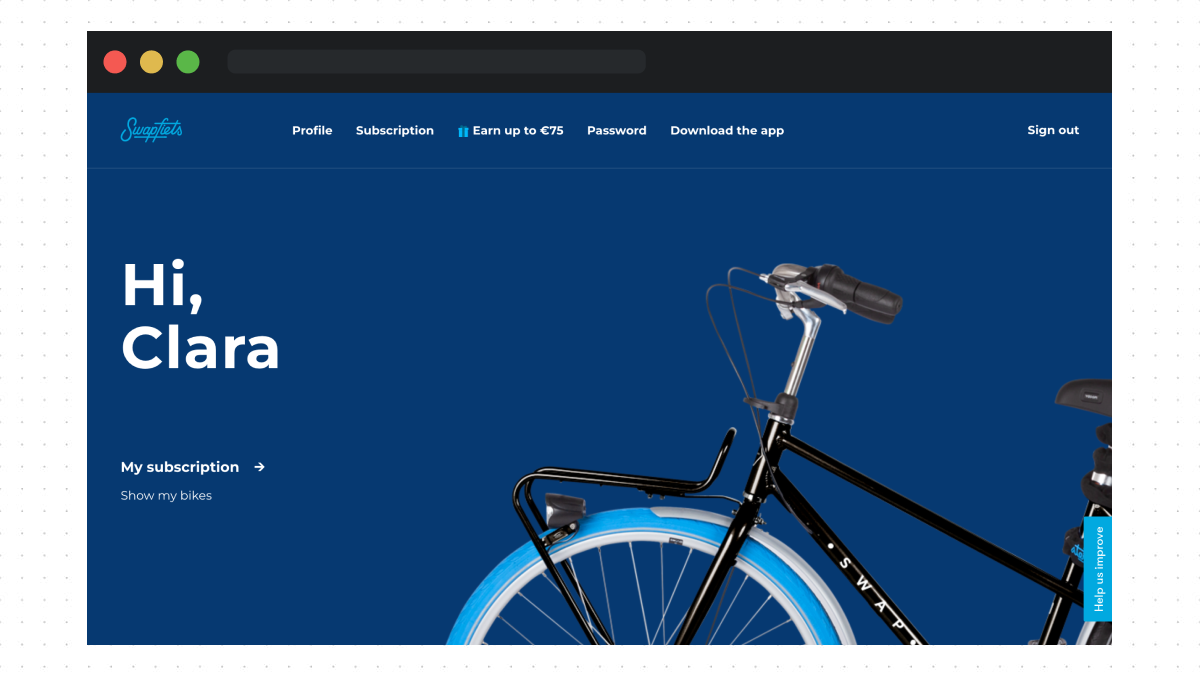 Swapfiets
Profile
Subscription
Earn up to €75
Password
Download the app
Sign out
Hi,
Clara
My subscription →
Show my bikes
SWAP
Help us improve